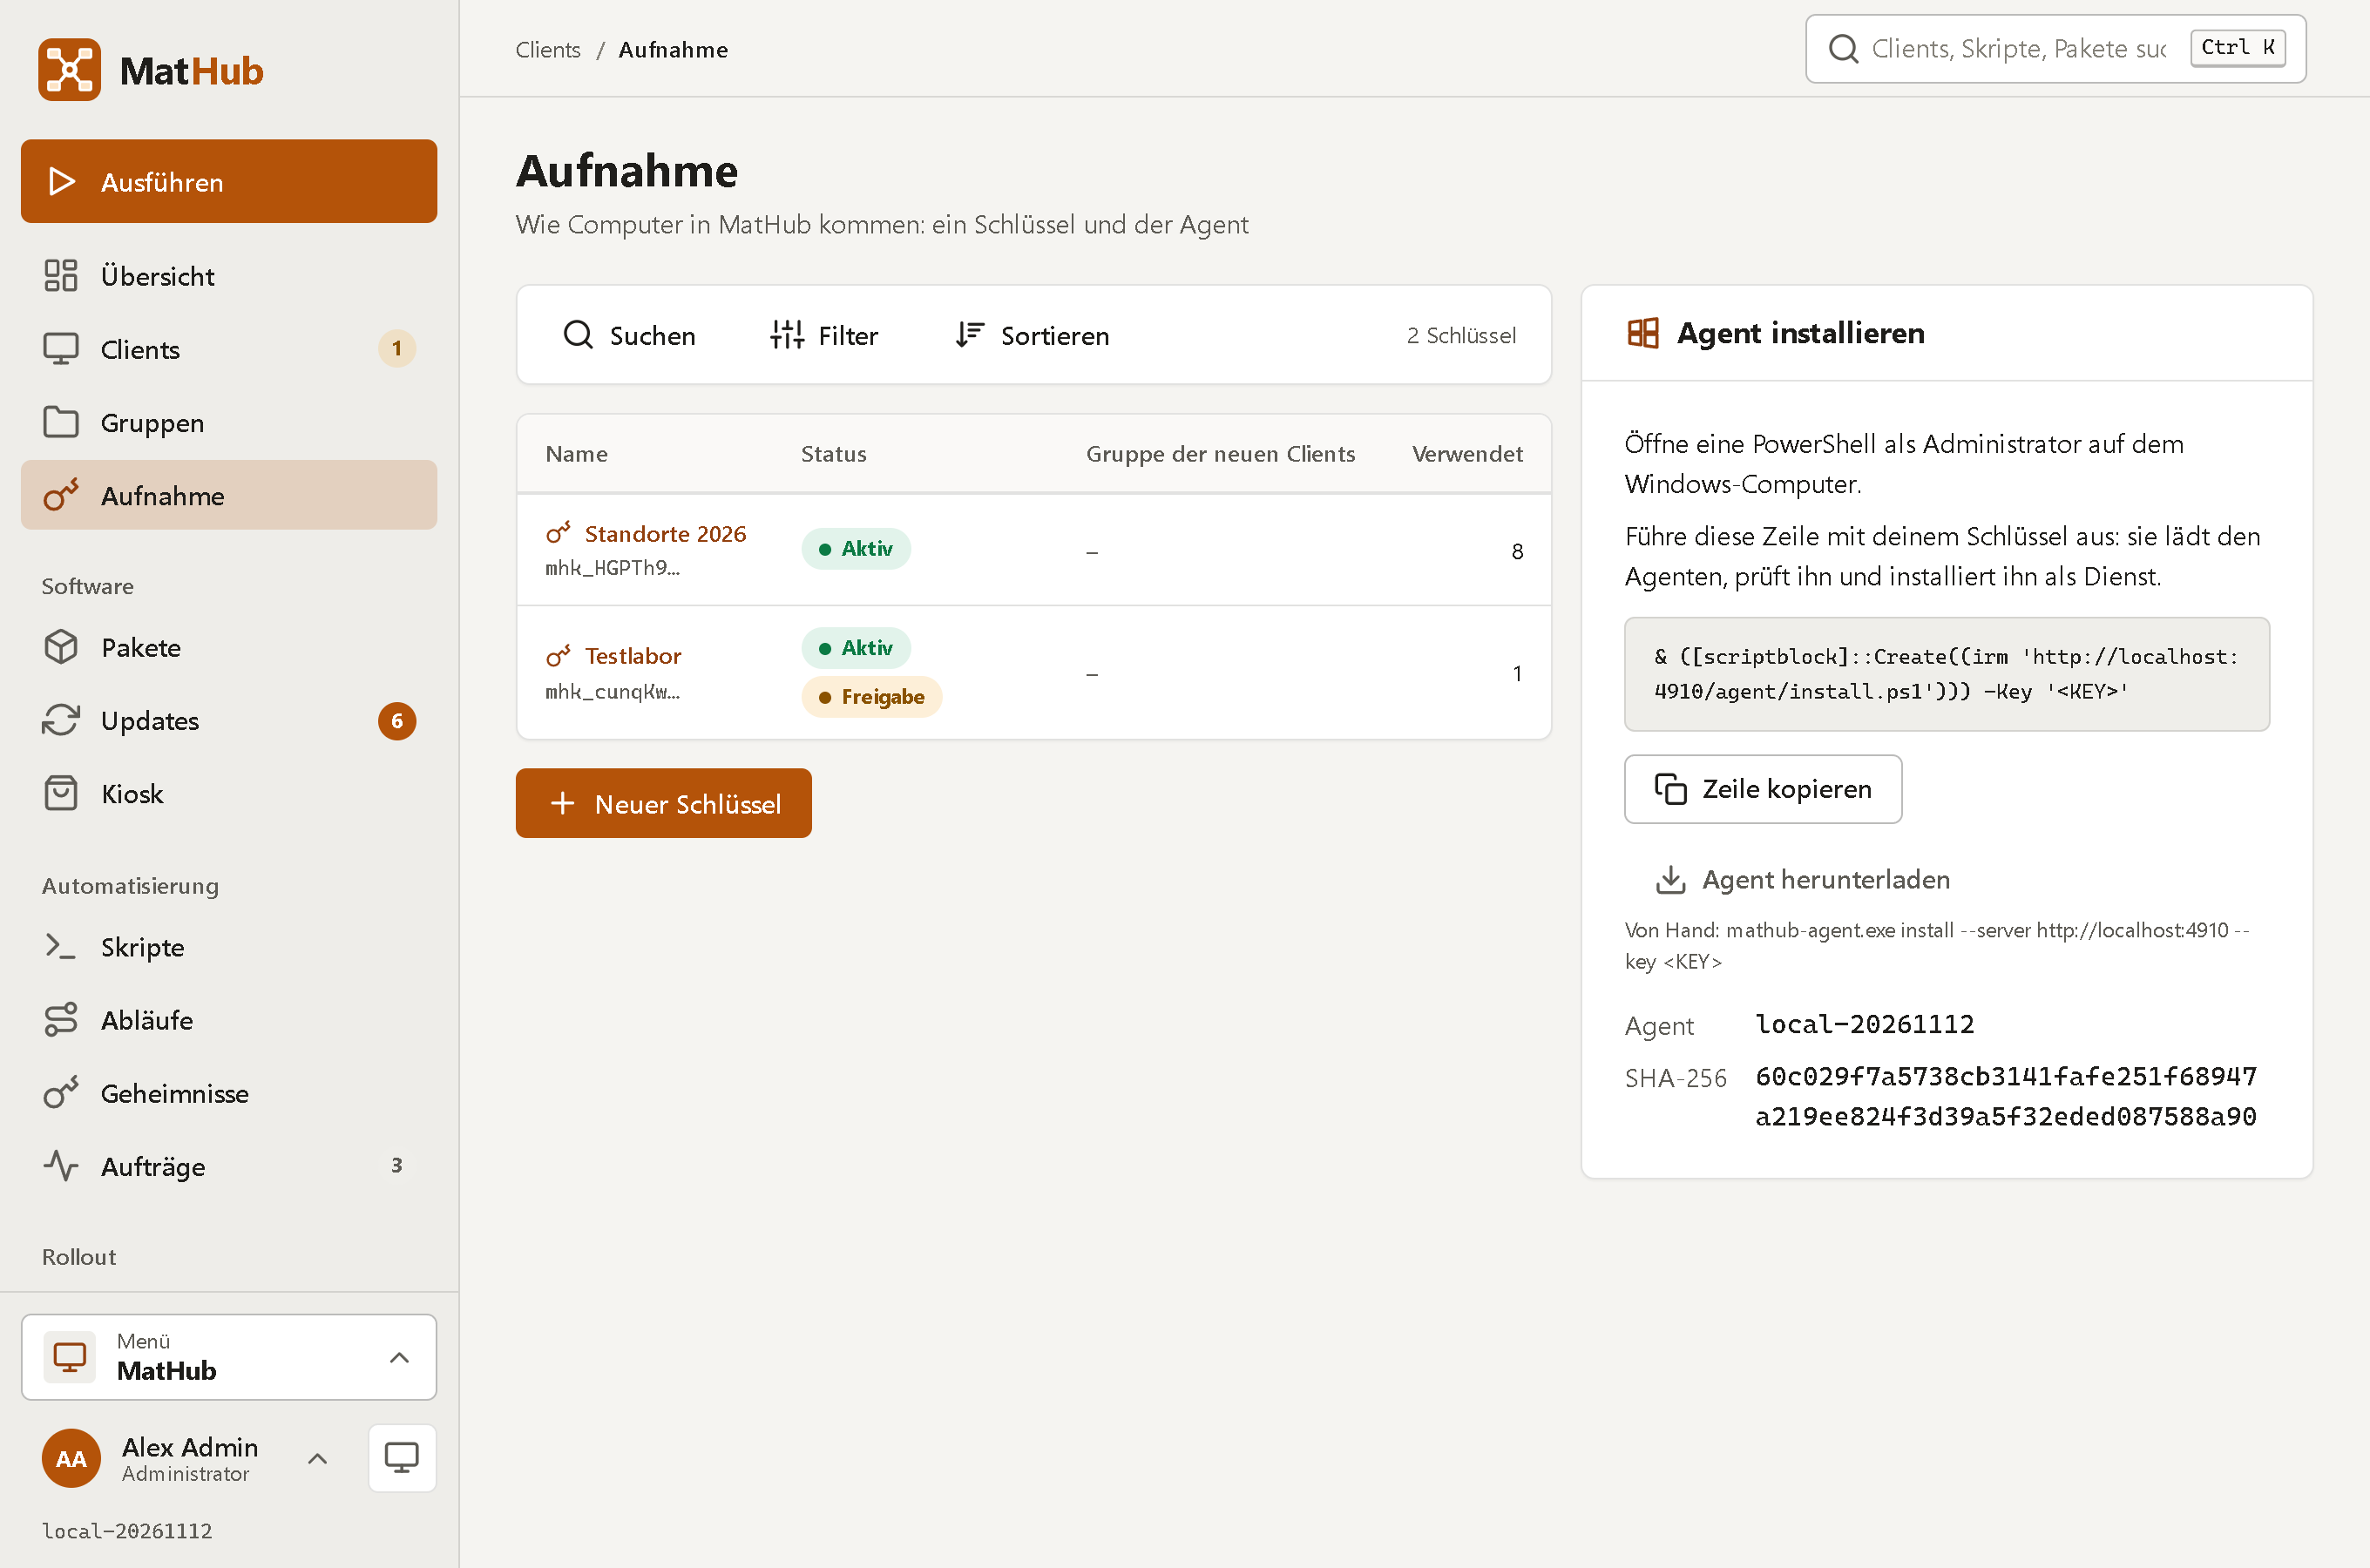 MatHub
Ausführen
Übersicht
Clients 1
Gruppen
Aufnahme
Software
Pakete
Updates 6
Kiosk
Automatisierung
Skripte
Abläufe
Geheimnisse
Aufträge 3
Rollout
Menü
MatHub
AA
Alex Admin
Administrator
local-20261112
Clients / Aufnahme
Clients, Skripte, Pakete suc
Ctrl K
Aufnahme
Wie Computer in MatHub kommen: ein Schlüssel und der Agent
Suchen Filter Sortieren 2 Schlüssel
Name Status Gruppe der neuen Clients Verwendet
Standorte 2026
mhk_HGPTh9…
Aktiv – 8
Testlabor
mhk_cunqKw…
Aktiv
Freigabe
– 1
Neuer Schlüssel
Agent installieren
Öffne eine PowerShell als Administrator auf dem
Windows-Computer.
Führe diese Zeile mit deinem Schlüssel aus: sie lädt den
Agenten, prüft ihn und installiert ihn als Dienst.
& ([scriptblock]::Create((irm 'http://localhost:
4910/agent/install.ps1'))) -Key '<KEY>'
Zeile kopieren
Agent herunterladen
Von Hand: mathub-agent.exe install --server http://localhost:4910 --
key <KEY>
Agent local-20261112
SHA-256 60c029f7a5738cb3141fafe251f68947
a219ee824f3d39a5f32eded087588a90